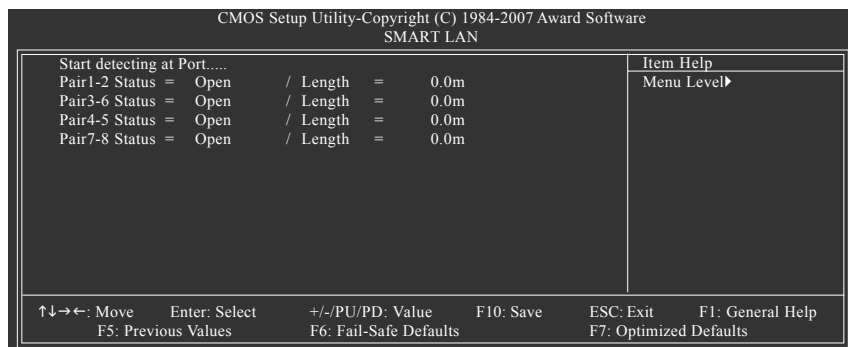 CMOS Setup Utility-Copyright (C) 1984-2007 Award Software
SMART LAN
Start detecting at Port.....
Pair1-2 Status = Open / Length = 0.0m
Pair3-6 Status = Open / Length = 0.0m
Pair4-5 Status = Open / Length = 0.0m
Pair7-8 Status = Open / Length = 0.0m
Item Help
Menu Level▶
↑↓→←: Move Enter: Select +/-/PU/PD: Value F10: Save ESC: Exit F1: General Help
F5: Previous Values F6: Fail-Safe Defaults F7: Optimized Defaults